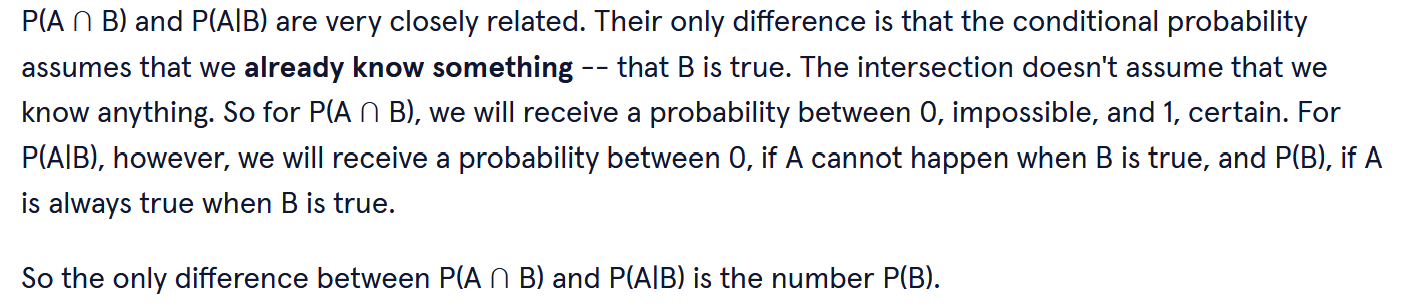 P(A ∩ B) and P(A|B) are very closely related. Their only difference is that the conditional probability
assumes that we already know something -- that B is true. The intersection doesn't assume that we
know anything. So for P(A ∩ B), we will receive a probability between 0, impossible, and 1, certain. For
P(A|B), however, we will receive a probability between 0, if A cannot happen when B is true, and P(B), if A
is always true when B is true.
So the only difference between P(A ∩ B) and P(A|B) is the number P(B).